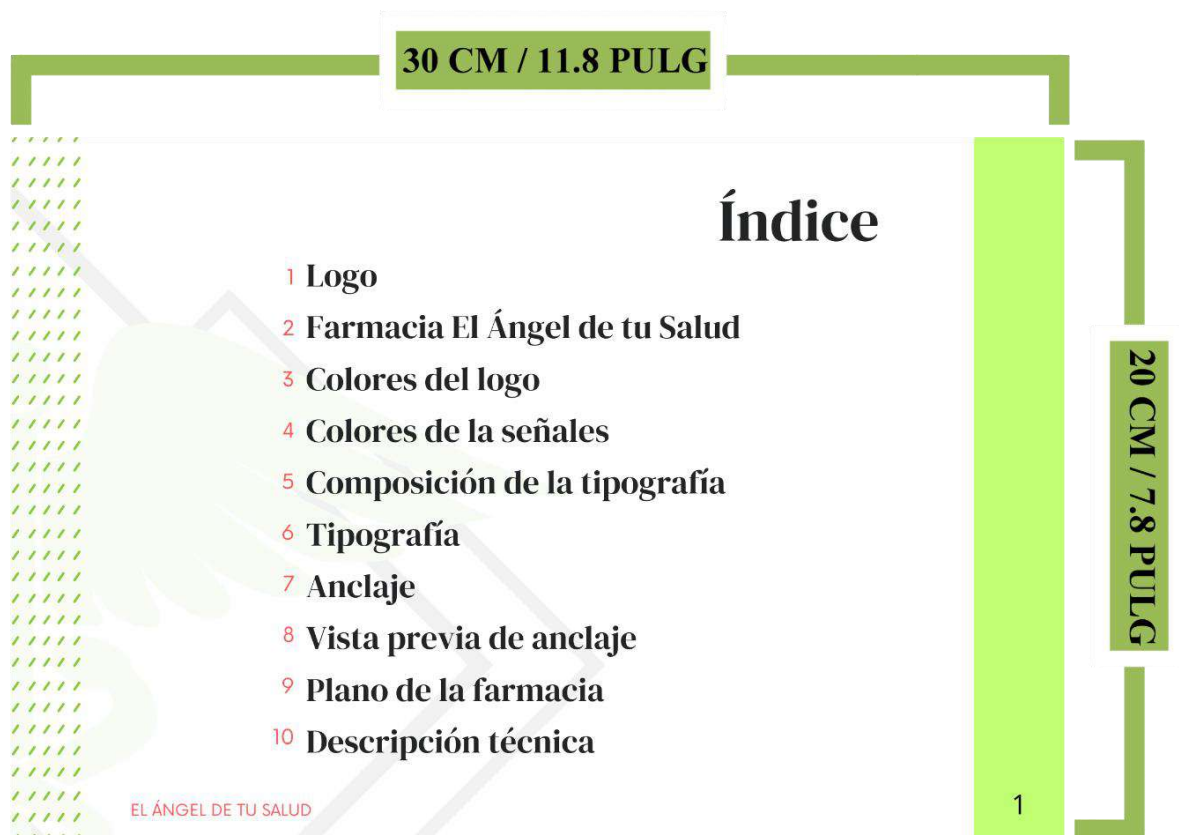 30 CM / 11.8 PULG
Índice
1 Logo
2 Farmacia El Ángel de tu Salud
3 Colores del logo
4 Colores de la señales
5 Composición de la tipografía
6 Tipografía
7 Anclaje
8 Vista previa de anclaje
9 Plano de la farmacia
10 Descripción técnica
20 CM / 7.8 PULG
EL ÁNGEL DE TU SALUD
1